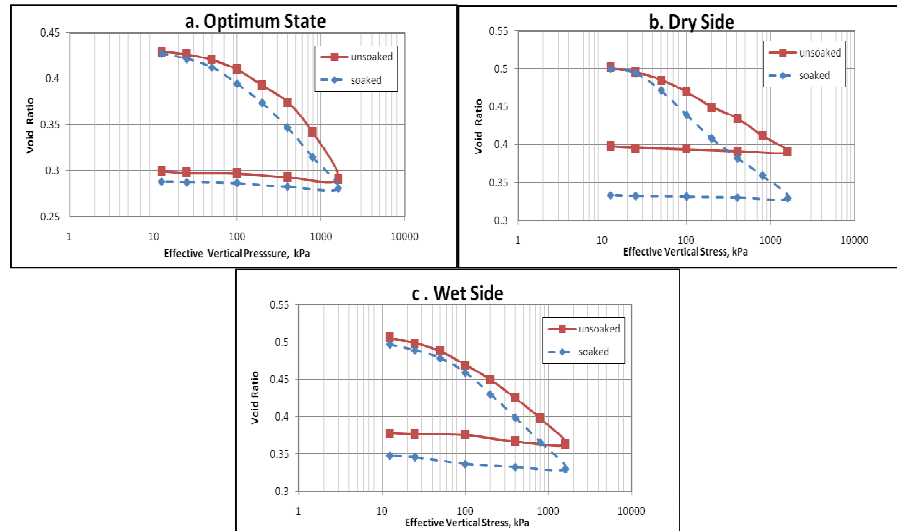 a. Optimum State
0.45
0.4
0.35
0.3
0.25
Void Ratio
1 10 100 1000 10000
Effective Vertical Presssure, kPa
unsoaked
soaked
b. Dry Side
0.55
0.5
0.45
0.4
0.35
0.3
Void Ratio
1 10 100 1000 10000
Effective Vertical Stress, kPa
unsoaked
soaked
c . Wet Side
0.55
0.5
0.45
0.4
0.35
0.3
Void Ratio
1 10 100 1000 10000
Effective Vertical Stress, kPa
unsoaked
soaked